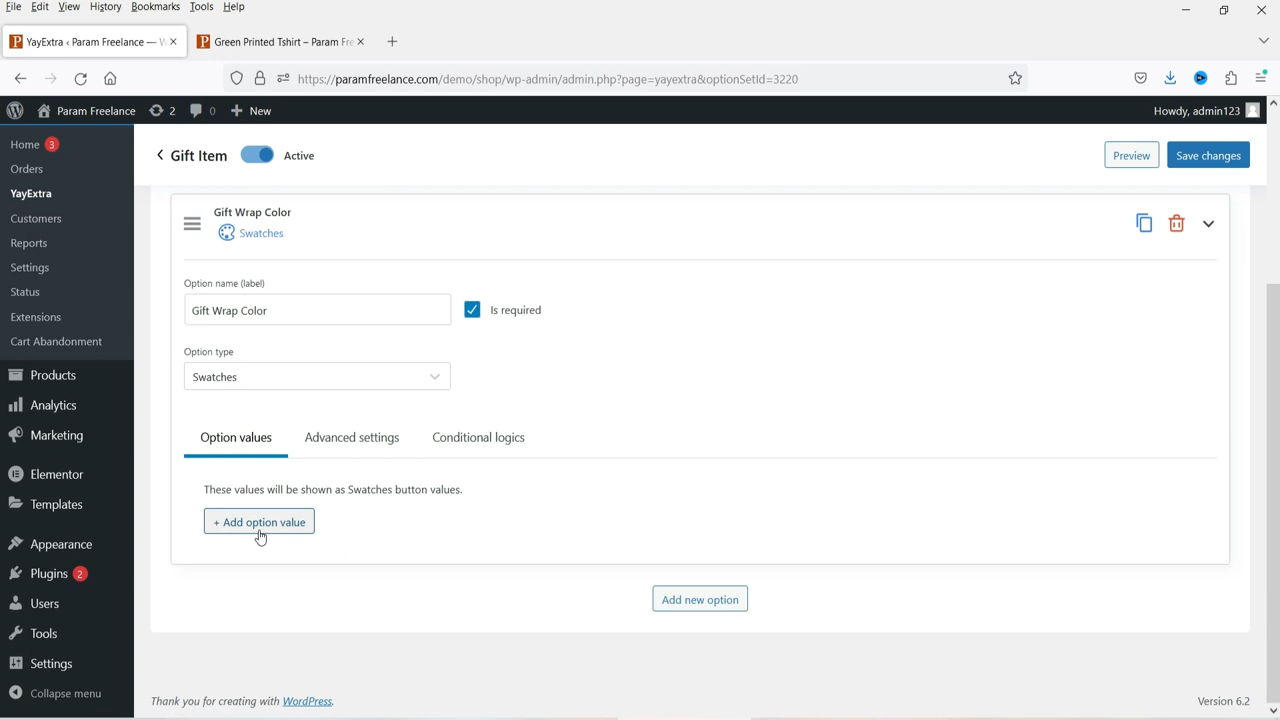 File Edit View History Bookmarks Tools Help
YayExtra ‹ Param Freelance — W
Green Printed Tshirt – Param Fre
https://paramfreelance.com/demo/shop/wp-admin/admin.php?page=yayextra&optionSetId=3220
Param Freelance 2 0 + New Howdy, admin123
Home 3
Orders
YayExtra
Customers
Reports
Settings
Status
Extensions
Cart Abandonment
Products
Analytics
Marketing
Elementor
Templates
Appearance
Plugins 2
Users
Tools
Settings
Collapse menu
Gift Item Active Preview Save changes
Gift Wrap Color
Swatches
Option name (label)
Gift Wrap Color
Is required
Option type
Swatches
Option values Advanced settings Conditional logics
These values will be shown as Swatches button values.
+ Add option value
Add new option
Thank you for creating with WordPress.
Version 6.2